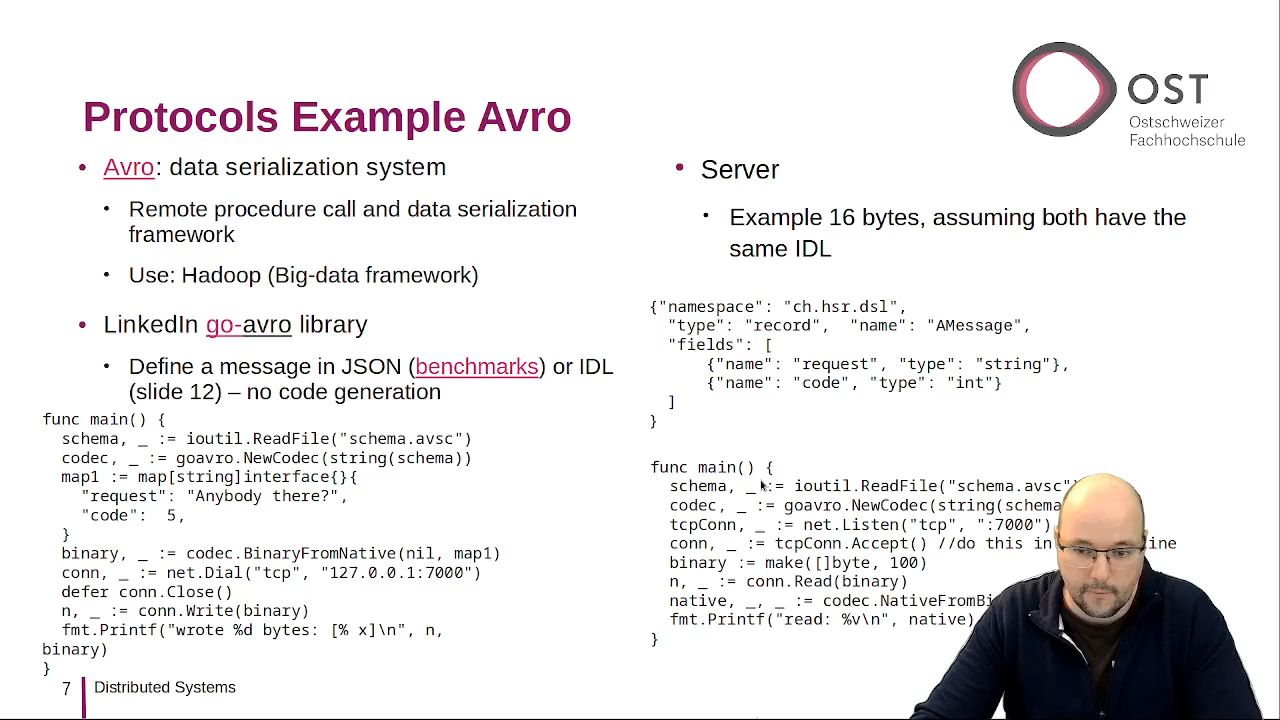 OST
Ostschweizer
Fachhochschule
Protocols Example Avro
• Avro: data serialization system
• Remote procedure call and data serialization
framework
• Use: Hadoop (Big-data framework)
• LinkedIn go-avro library
• Define a message in JSON (benchmarks) or IDL
(slide 12) – no code generation
func main() {
schema, _ := ioutil.ReadFile("schema.avsc")
codec, _ := goavro.NewCodec(string(schema))
map1 := map[string]interface{}{
"request": "Anybody there?",
"code":  5,
}
binary, _ := codec.BinaryFromNative(nil, map1)
conn, _ := net.Dial("tcp", "127.0.0.1:7000")
defer conn.Close()
n, _ := conn.Write(binary)
fmt.Printf("wrote %d bytes: [% x]\n", n,
binary)
}
• Server
• Example 16 bytes, assuming both have the
same IDL
{"namespace": "ch.hsr.dsl",
"type": "record",  "name": "AMessage",
"fields": [
{"name": "request", "type": "string"},
{"name": "code", "type": "int"}
]
}
func main() {
schema, _ := ioutil.ReadFile("schema.avsc"
codec, _ := goavro.NewCodec(string(schema
tcpConn, _ := net.Listen("tcp", ":7000")
conn, _ := tcpConn.Accept() //do this in
binary := make([]byte, 100)
n, _ := conn.Read(binary)
native, _, _ := codec.
fmt.Printf("read: %v\n", native)
}
7
Distributed Systems